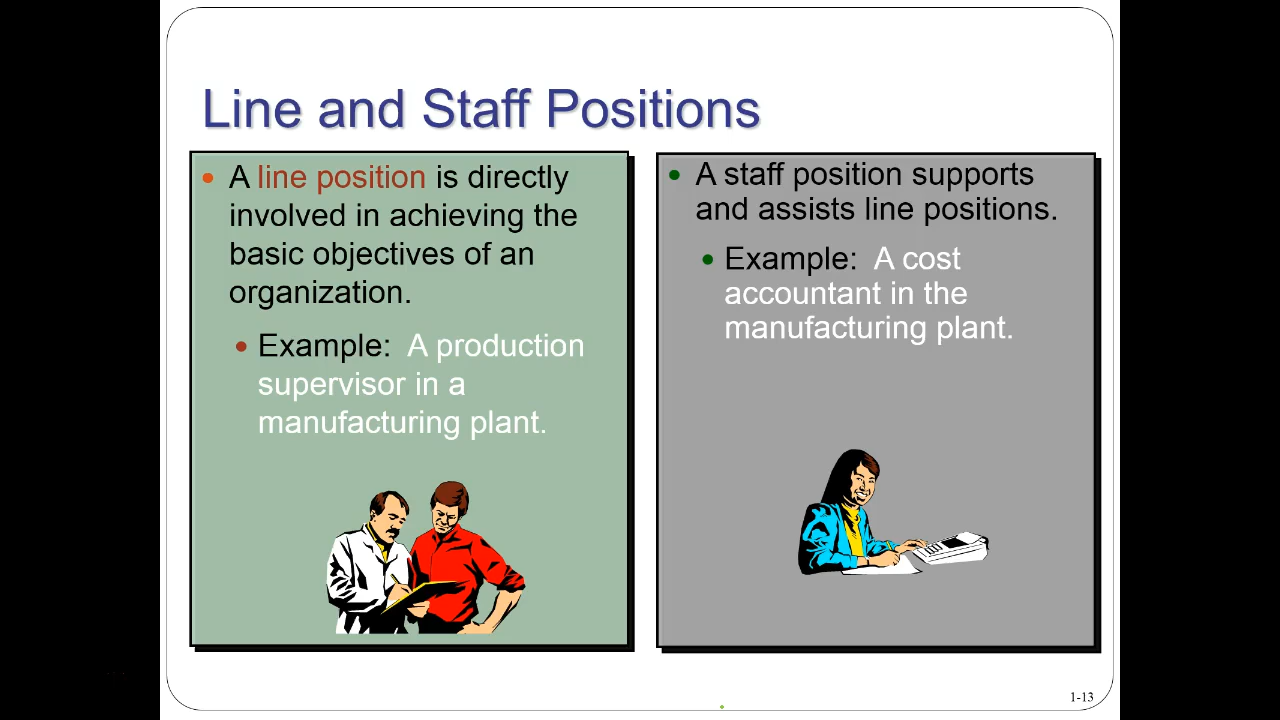 Line and Staff Positions
A line position is directly
involved in achieving the
basic objectives of an
organization.
Example: A production
supervisor in a
manufacturing plant.
A staff position supports
and assists line positions.
Example: A cost
accountant in the
manufacturing plant.
1-13